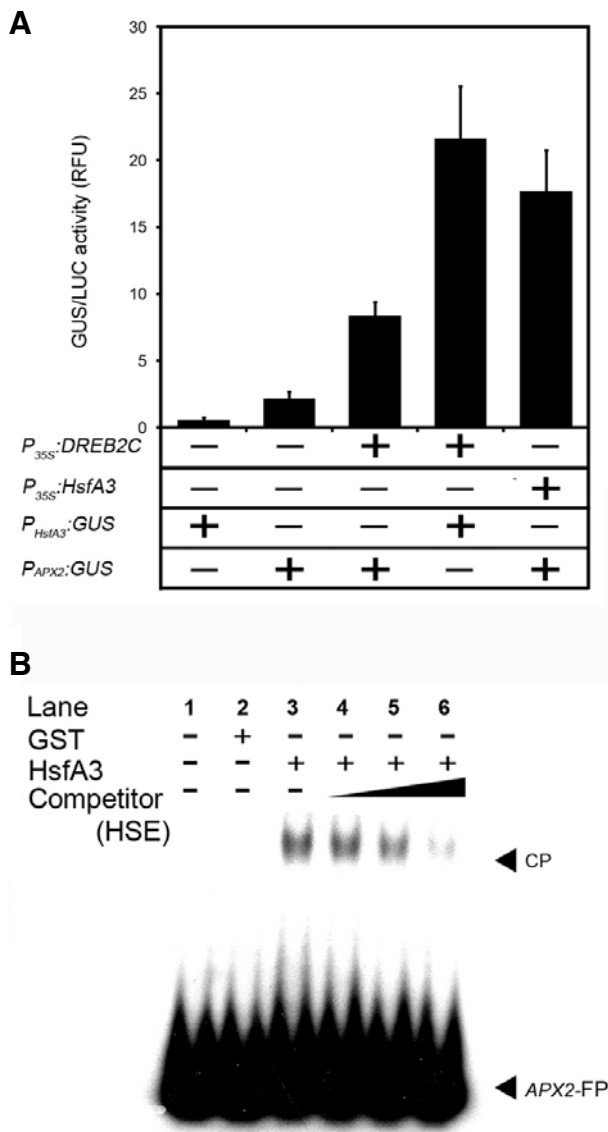 A
30
25
20
15
10
5
0
GUS/LUC activity (RFU)
P35S:DREB2C — — + + —
P35S:HsfA3 — — — — +
PHsfA3:GUS + — — + —
PAPX2:GUS — + + — +
B
Lane 1 2 3 4 5 6
GST - + - - - -
HsfA3 - - + + + +
Competitor - - -
(HSE)
CP
APX2-FP